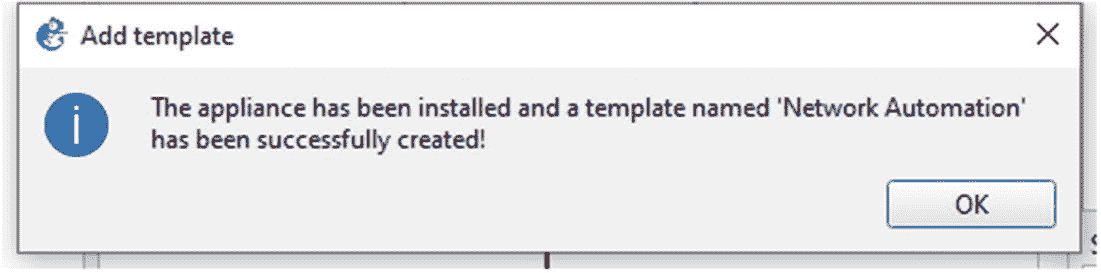 Add template
The appliance has been installed and a template named 'Network Automation'
has been successfully created!
OK